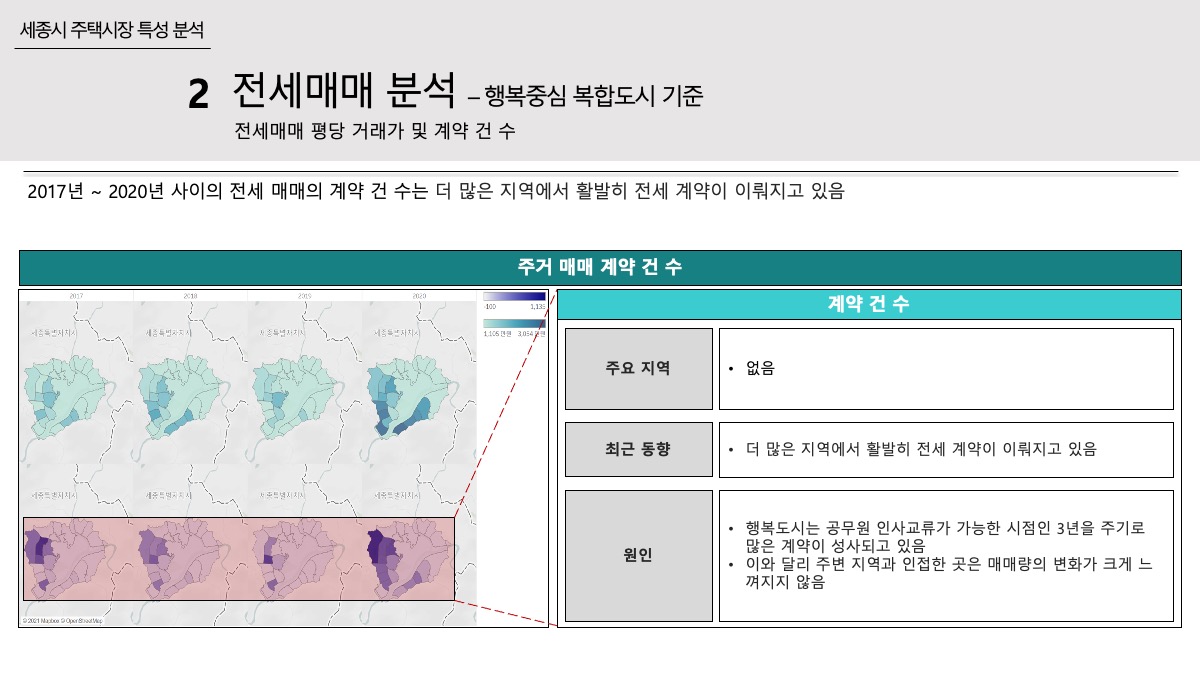 세종시 주택시장 특성 분석
2 전세매매 분석 – 행복중심 복합도시 기준
전세매매 평당 거래가 및 계약 건 수
2017년 ~ 2020년 사이의 전세 매매의 계약 건 수는 더 많은 지역에서 활발히 전세 계약이 이뤄지고 있음
주거 매매 계약 건 수
2017 2018 2019 2020
-100 1,135
1,105 만원 3,054 만원
세종특별자치시 세종특별자치시 세종특별자치시 세종특별자치시
세종특별자치시 세종특별자치시 세종특별자치시 세종특별자치시
© 2021 Mapbox © OpenStreetMap
계약 건 수
주요 지역
• 없음
최근 동향
• 더 많은 지역에서 활발히 전세 계약이 이뤄지고 있음
원인
• 행복도시는 공무원 인사교류가 가능한 시점인 3년을 주기로
많은 계약이 성사되고 있음
• 이와 달리 주변 지역과 인접한 곳은 매매량의 변화가 크게 느
껴지지 않음